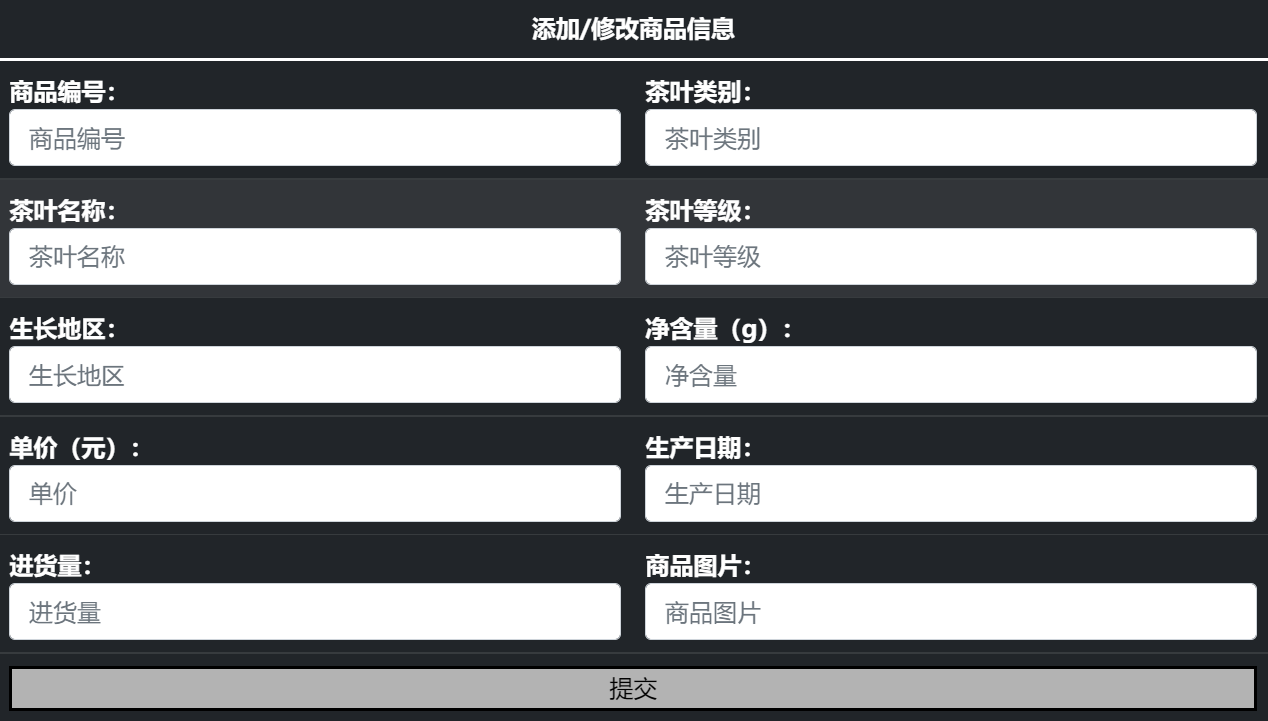 添加/修改商品信息
商品编号：
茶叶类别：
商品编号
茶叶类别
茶叶名称：
茶叶等级：
茶叶名称
茶叶等级
生长地区：
净含量（g）：
生长地区
净含量
单价（元）：
生产日期：
单价
生产日期
进货量：
商品图片：
进货量
商品图片
提交